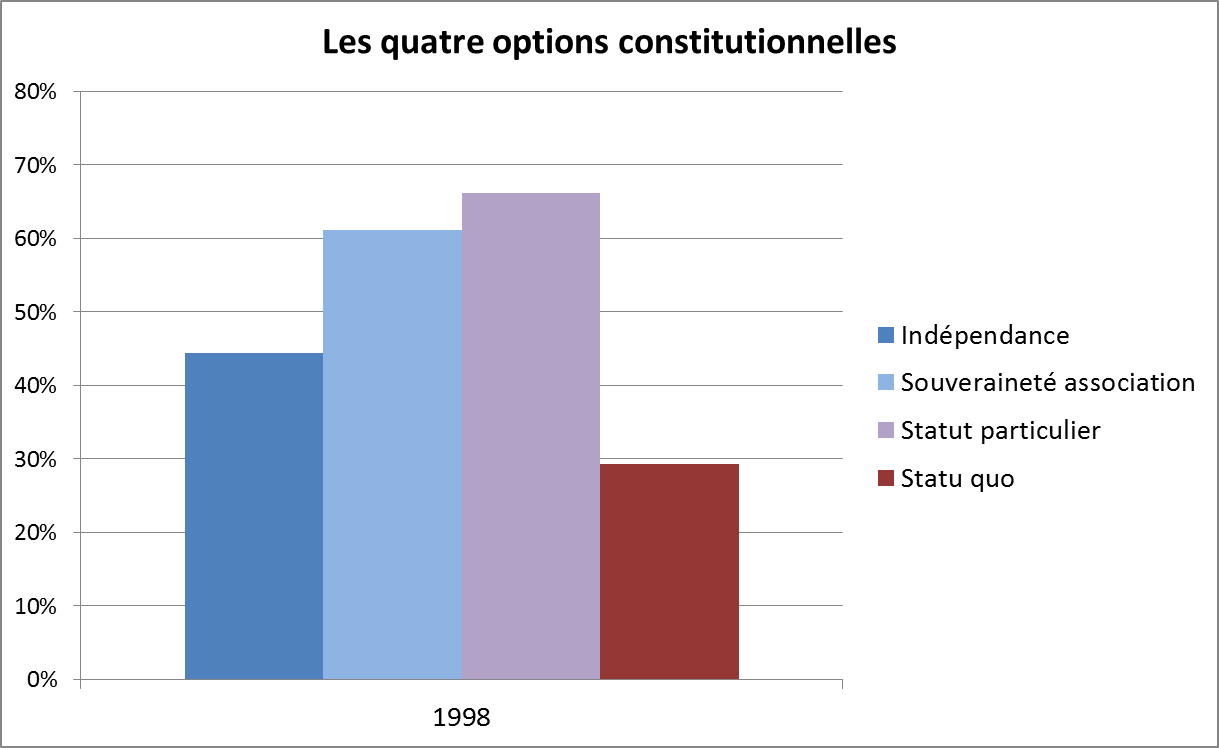 Les quatre options constitutionnelles
80%
70%
60%
50%
40%
30%
20%
10%
0%
1998
Indépendance
Souveraineté association
Statut particulier
Statu quo